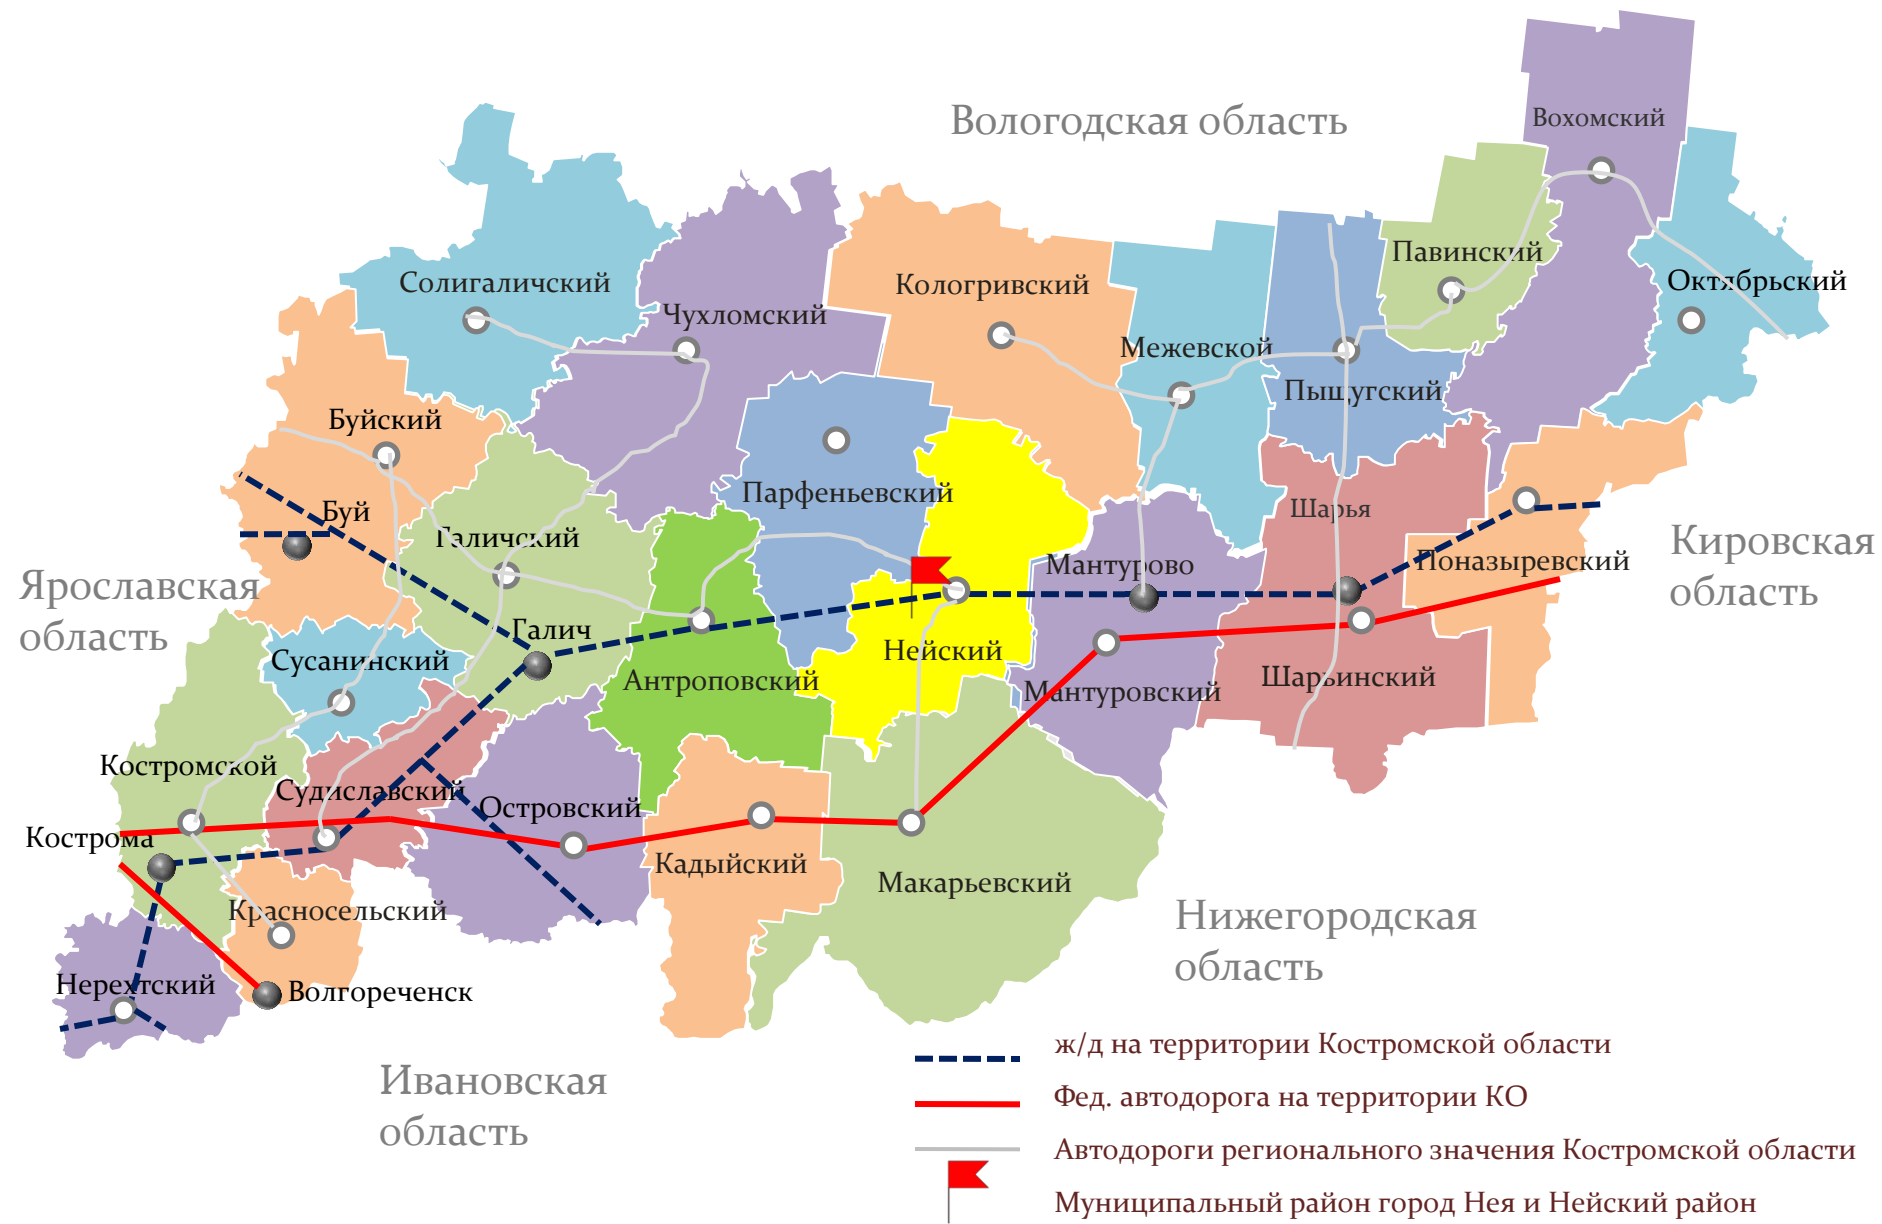 Вологодская область
Вохомский
Павинский
Октябрьский
Солигаличский
Кологривский
Чухломский
Межевской
Пыщугский
Буйский
Парфеньевский
Буй
Шарья
Галичский
Мантурово
Поназыревский
Кировская
область
Ярославская
область
Галич
Нейский
Сусанинский
Антроповский
Мантуровский
Шарьинский
Костромской
Судиславский
Островский
Кострома
Кадыйский
Макарьевский
Красносельский
Нижегородская
область
Нерехтский
Волгореченск
Ивановская
область
ж/д на территории Костромской области
Фед. автодорога на территории КО
Автодороги регионального значения Костромской области
Муниципальный район город Нея и Нейский район